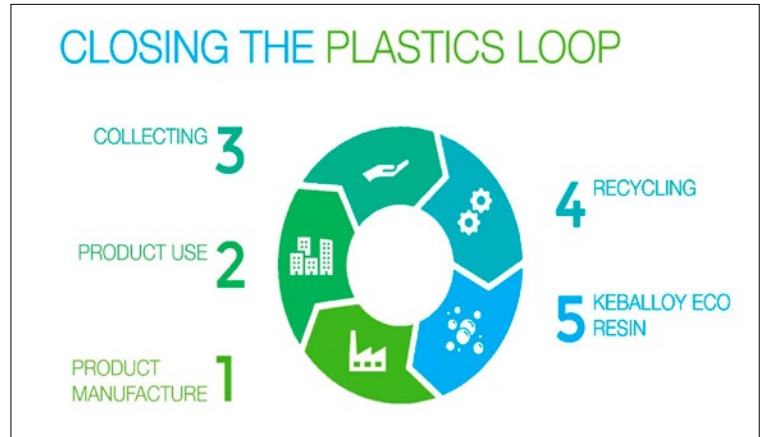 CLOSING THE PLASTICS LOOP
COLLECTING 3
4 RECYCLING
PRODUCT USE 2
5 KEBALLOY ECO
RESIN
PRODUCT
MANUFACTURE 1